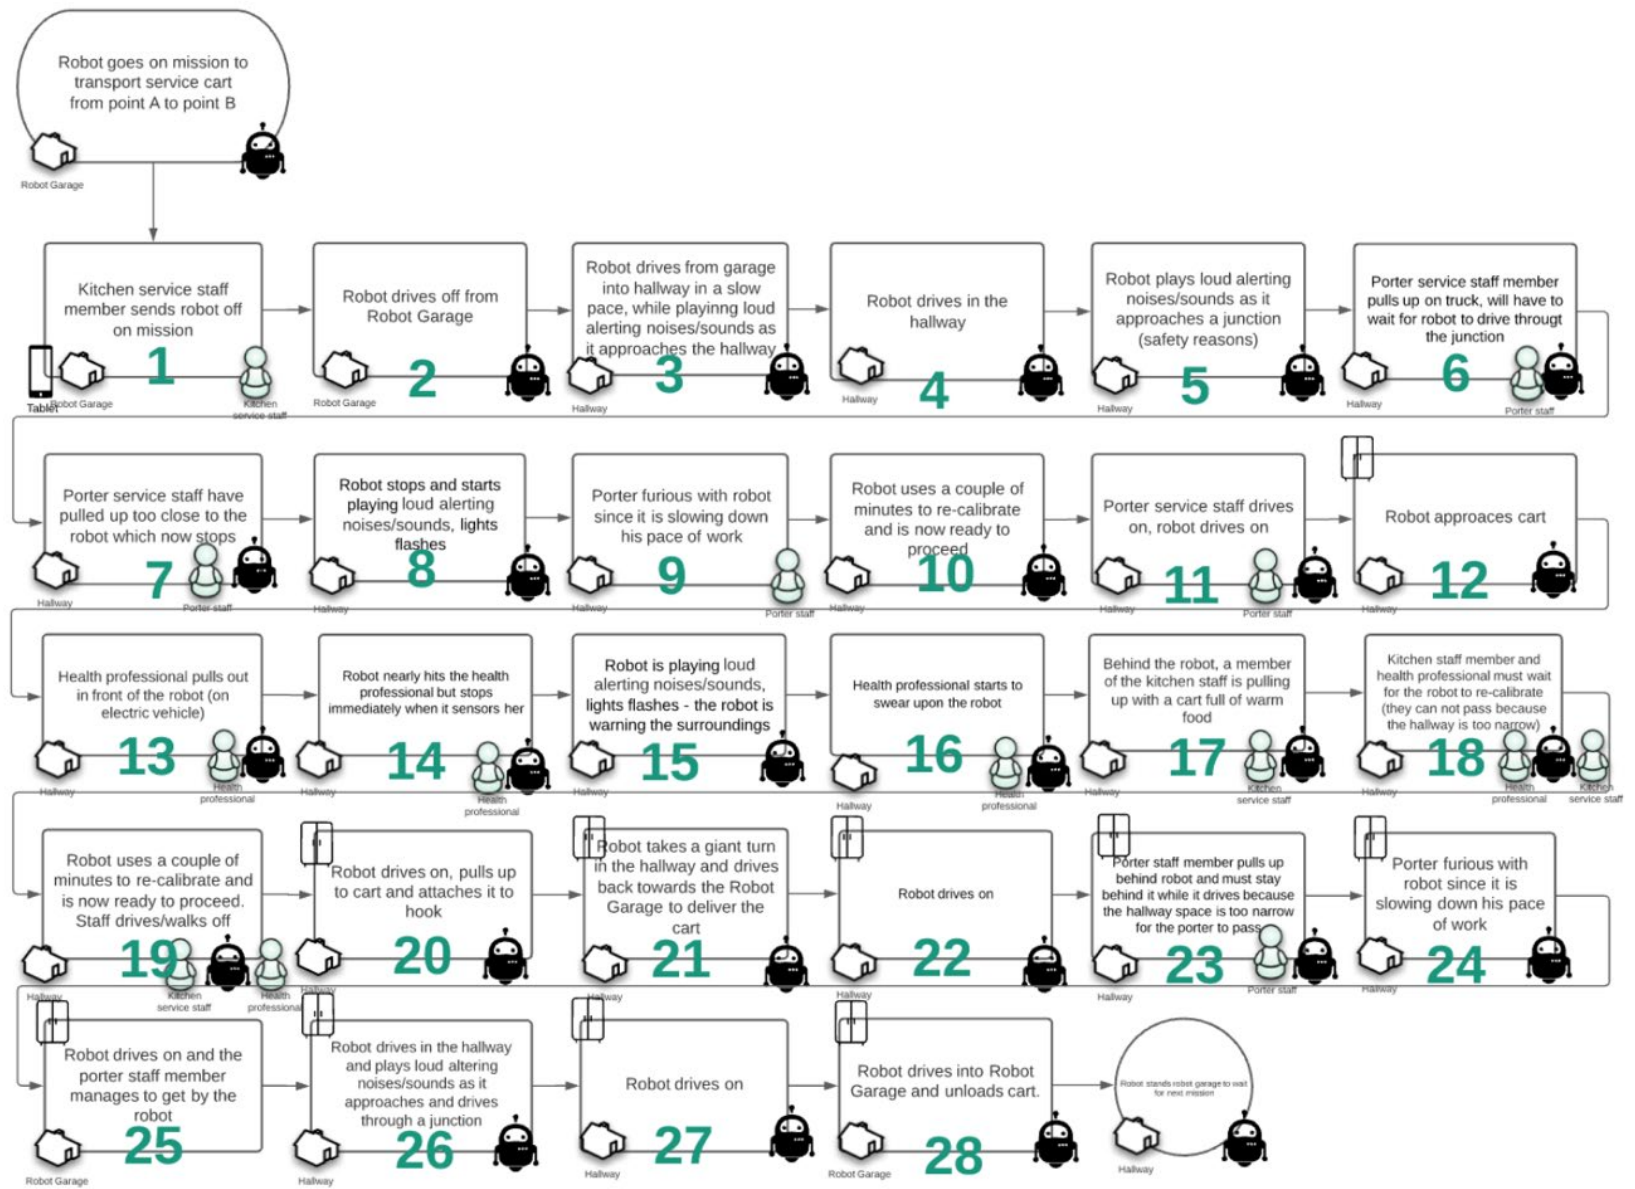 Robot goes on mission to
transport service cart
from point A to point B
Robot Garage
Kitchen service staff
member sends robot off
on mission
1
Tablet
Robot Garage
Kitchen
service staff
Robot drives off from
Robot Garage
2
Robot Garage
Robot drives from garage
into hallway in a slow
pace, while playinng loud
alerting noises/sounds as
it approaches the hallway
3
Hallway
Robot drives in the
hallway
4
Hallway
Robot plays loud alerting
noises/sounds as it
approaches a junction
(safety reasons)
5
Hallway
Porter service staff member
pulls up on truck, will have to
wait for robot to drive througt
the junction
6
Hallway
Porter staff
Porter service staff have
pulled up too close to the
robot which now stops
7
Hallway
Porter staff
Robot stops and starts
playing loud alerting
noises/sounds, lights
flashes
8
Hallway
Porter furious with robot
since it is slowing down
his pace of work
9
Hallway
Porter staff
Robot uses a couple of
minutes to re-calibrate
and is now ready to
proceed
10
Hallway
Porter service staff drives
on, robot drives on
11
Hallway
Porter staff
Robot approaces cart
12
Hallway
Health professional pulls out
in front of the robot (on
electric vehicle)
13
Hallway
Health
professional
Robot nearly hits the health
professional but stops
immediately when it sensors her
14
Hallway
Health
professional
Robot is playing loud
alerting noises/sounds,
lights flashes - the robot is
warning the surroundings
15
Hallway
Health professional starts to
swear upon the robot
16
Hallway
Health
professional
Behind the robot, a member
of the kitchen staff is pulling
up with a cart full of warm
food
17
Hallway
Kitchen
service staff
Kitchen staff member and
health professional must wait
for the robot to re-calibrate
(they can not pass because
the hallway is too narrow)
18
Hallway
Health
professional
Kitchen
service staff
Robot uses a couple of
minutes to re-calibrate and
is now ready to proceed.
Staff drives/walks off
19
Hallway
Kitchen
service staff
Health
professional
Robot drives on, pulls up
to cart and attaches it to
hook
20
Hallway
Robot takes a giant turn
in the hallway and drives
back towards the Robot
Garage to deliver the
cart
21
Hallway
Robot drives on
22
Hallway
Porter staff member pulls up
behind robot and must stay
behind it while it drives because
the hallway space is too narrow
for the porter to pass
23
Hallway
Porter staff
Porter furious with
robot since it is
slowing down his pace
of work
24
Hallway
Robot drives on and the
porter staff member
manages to get by the
robot
25
Robot Garage
Robot drives in the hallway
and plays loud altering
noises/sounds as it
approaches and drives
through a junction
26
Hallway
Robot drives on
27
Hallway
Robot drives into Robot
Garage and unloads cart.
28
Robot Garage
Robot stands robot garage to wait
for next mission
Hallway